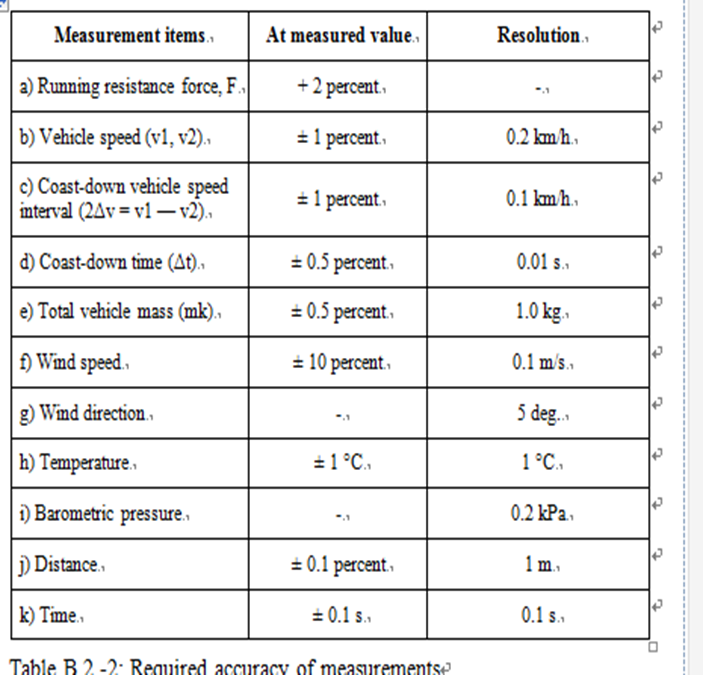 Measurement items At measured value Resolution
a) Running resistance force, F + 2 percent -
b) Vehicle speed (v1, v2) ± 1 percent 0.2 km/h
c) Coast-down vehicle speed
interval (2Δv = v1 — v2) ± 1 percent 0.1 km/h
d) Coast-down time (Δt) ± 0.5 percent 0.01 s
e) Total vehicle mass (mk) ± 0.5 percent 1.0 kg
f) Wind speed ± 10 percent 0.1 m/s
g) Wind direction - 5 deg.
h) Temperature ± 1 °C 1 °C
i) Barometric pressure - 0.2 kPa
j) Distance ± 0.1 percent 1 m
k) Time ± 0.1 s 0.1 s
Table B 2 -2: Required accuracy of measurements